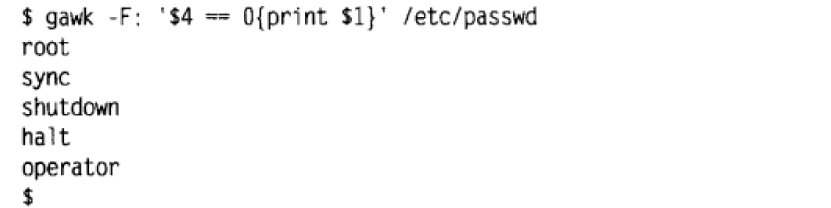 $ gawk -F: '$4 == 0{print $1}' /etc/passwd
root
sync
shutdown
halt
operator
$